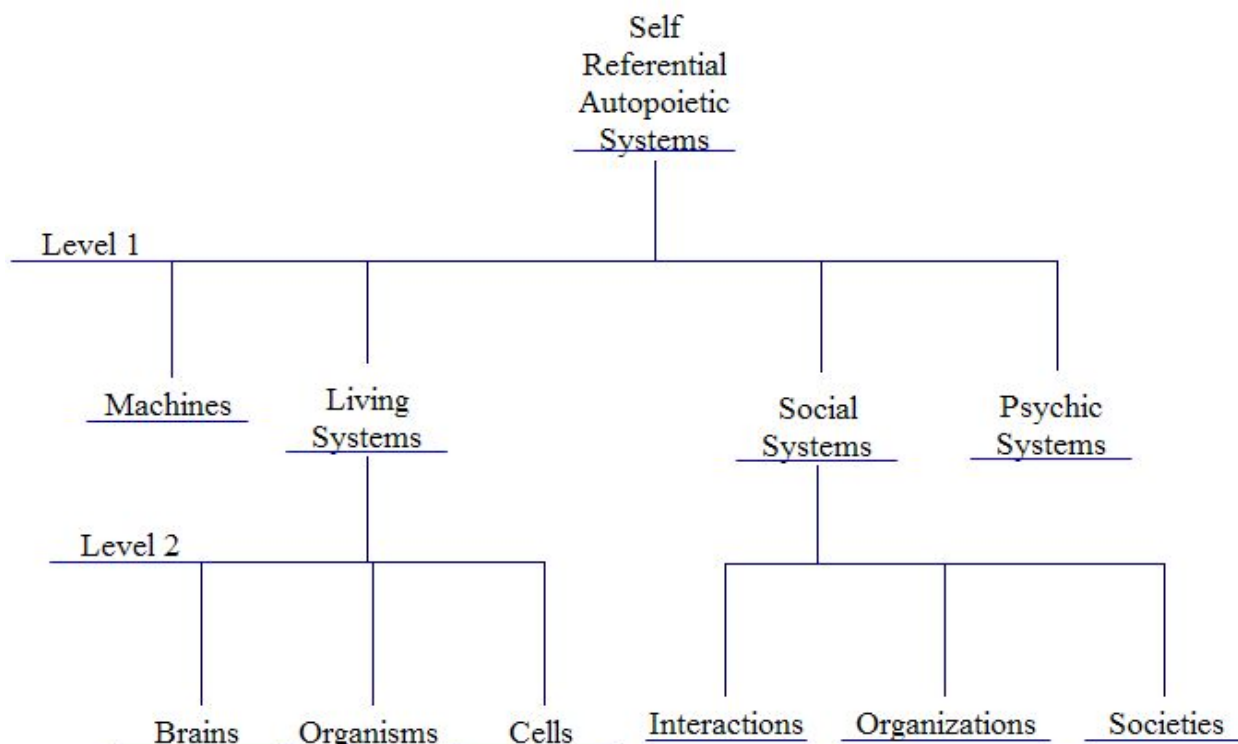 Self
Referential
Autopoietic
Systems
Level 1
Machines
Living
Systems
Social
Systems
Psychic
Systems
Level 2
Brains
Organisms
Cells
Interactions
Organizations
Societies